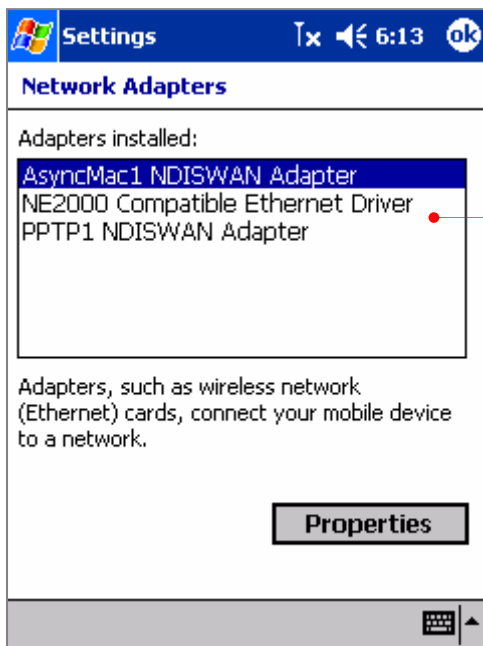 Settings 6:13 ok
Network Adapters
Adapters installed:
AsyncMac1 NDISWAN Adapter
NE2000 Compatible Ethernet Driver
PPTP1 NDISWAN Adapter
Adapters, such as wireless network
(Ethernet) cards, connect your mobile device
to a network.
Properties